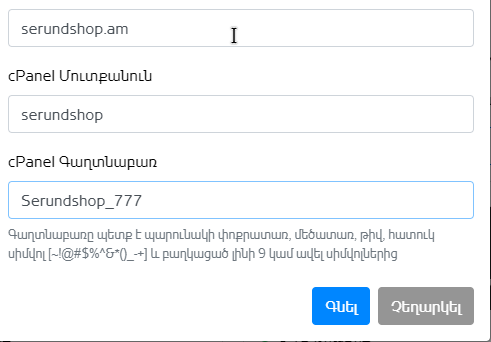 serundshop.am
cPanel Մուտքանուն
serundshop
cPanel Գաղտնաբառ
Serundshop_777
Գաղտնաբառը պետք է պարունակի փոքրատառ, մեծատառ, թիվ, հատուկ
սիմվոլ [~!@#$%^&*()_-+] և բաղկացած լինի 9 կամ ավել սիմվոլներից
Գնել
Չեղարկել